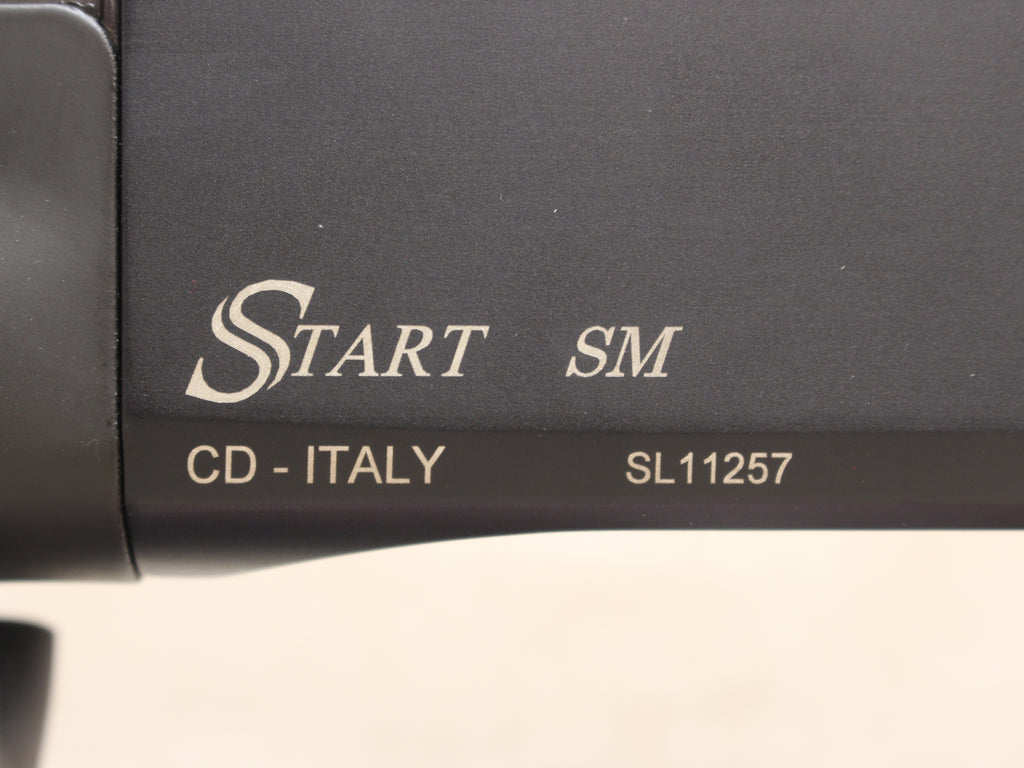 START SM
CD - ITALY SL11257